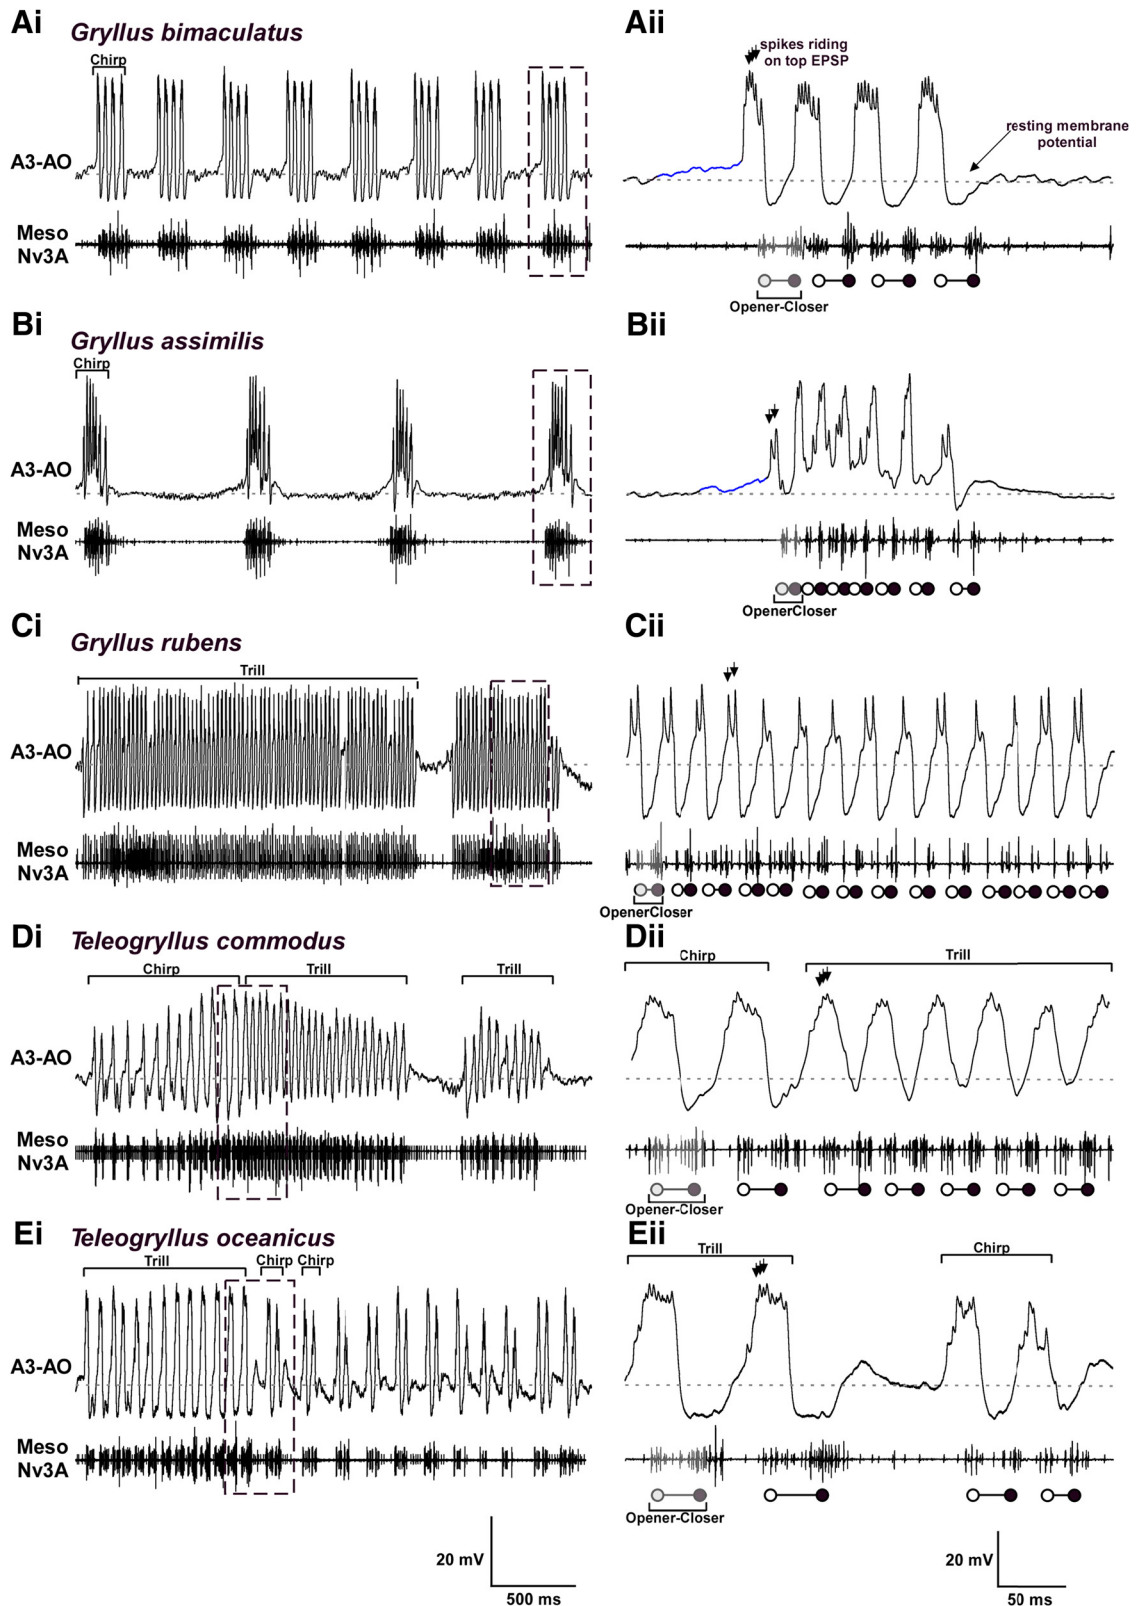 Ai
Gryllus bimaculatus
Chirp
A3-AO
Meso
Nv3A
Aii
spikes riding
on top EPSP
resting membrane
potential
Opener-Closer
Bi
Gryllus assimilis
Chirp
A3-AO
Meso
Nv3A
Bii
OpenerCloser
Ci
Gryllus rubens
Trill
A3-AO
Meso
Nv3A
Cii
OpenerCloser
Di
Teleogryllus commodus
Chirp
Trill
Trill
A3-AO
Meso
Nv3A
Dii
Chirp
Trill
Opener-Closer
Ei
Teleogryllus oceanicus
Trill
Chirp
Chirp
A3-AO
Meso
Nv3A
Eii
Trill
Chirp
Opener-Closer
20 mV
500 ms
20 mV
50 ms